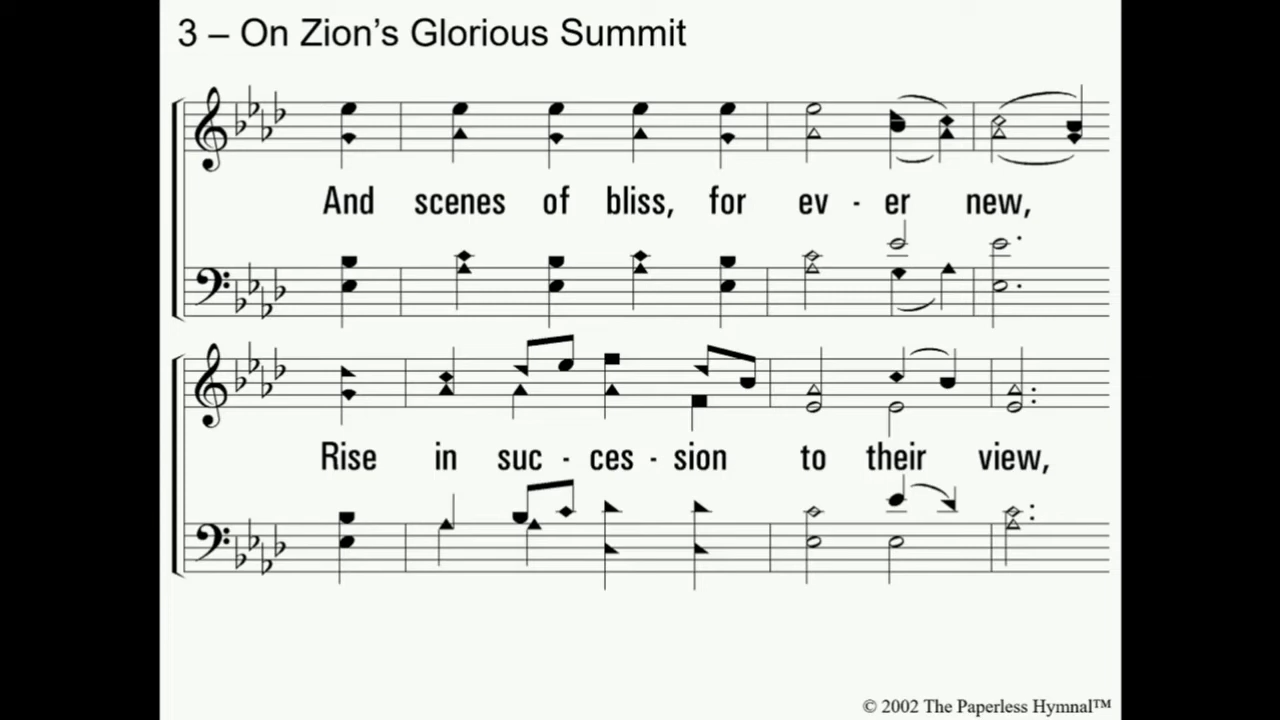 3 – On Zion's Glorious Summit
And scenes of bliss, for ev - er new,
Rise in suc - ces - sion to their view,
© 2002 The Paperless Hymnal™